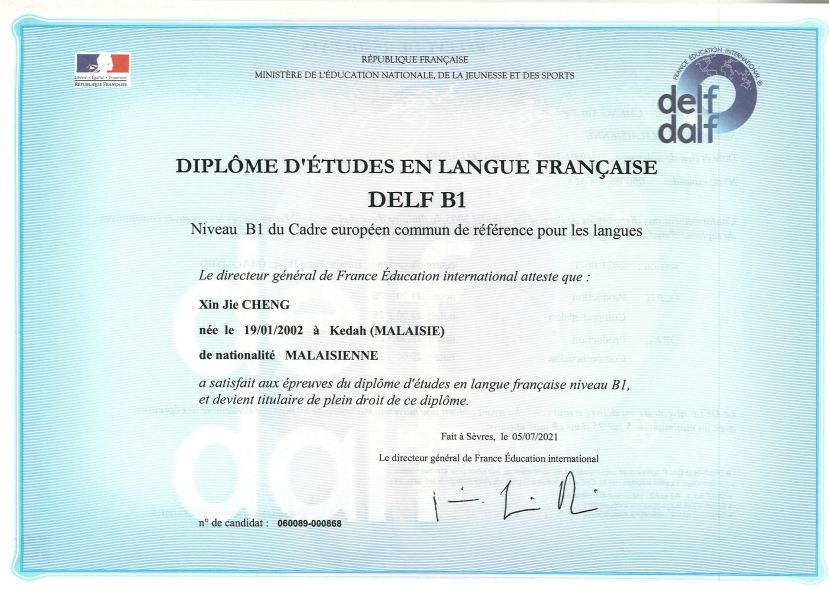 Liberté • Égalité • Fraternité
RÉPUBLIQUE FRANÇAISE
RÉPUBLIQUE FRANÇAISE
MINISTÈRE DE L'ÉDUCATION NATIONALE, DE LA JEUNESSE ET DES SPORTS
FRANCE ÉDUCATION INTERNATIONAL ®
delf
dalf
DIPLÔME D'ÉTUDES EN LANGUE FRANÇAISE
DELF B1
Niveau B1 du Cadre européen commun de référence pour les langues
Le directeur général de France Éducation international atteste que :
Xin Jie CHENG
née le 19/01/2002 à Kedah (MALAISIE)
de nationalité MALAISIENNE
a satisfait aux épreuves du diplôme d'études en langue française niveau B1,
et devient titulaire de plein droit de ce diplôme.
Fait à Sèvres, le 05/07/2021
Le directeur général de France Éducation international
n° de candidat : 060089-000868
delf
dalf